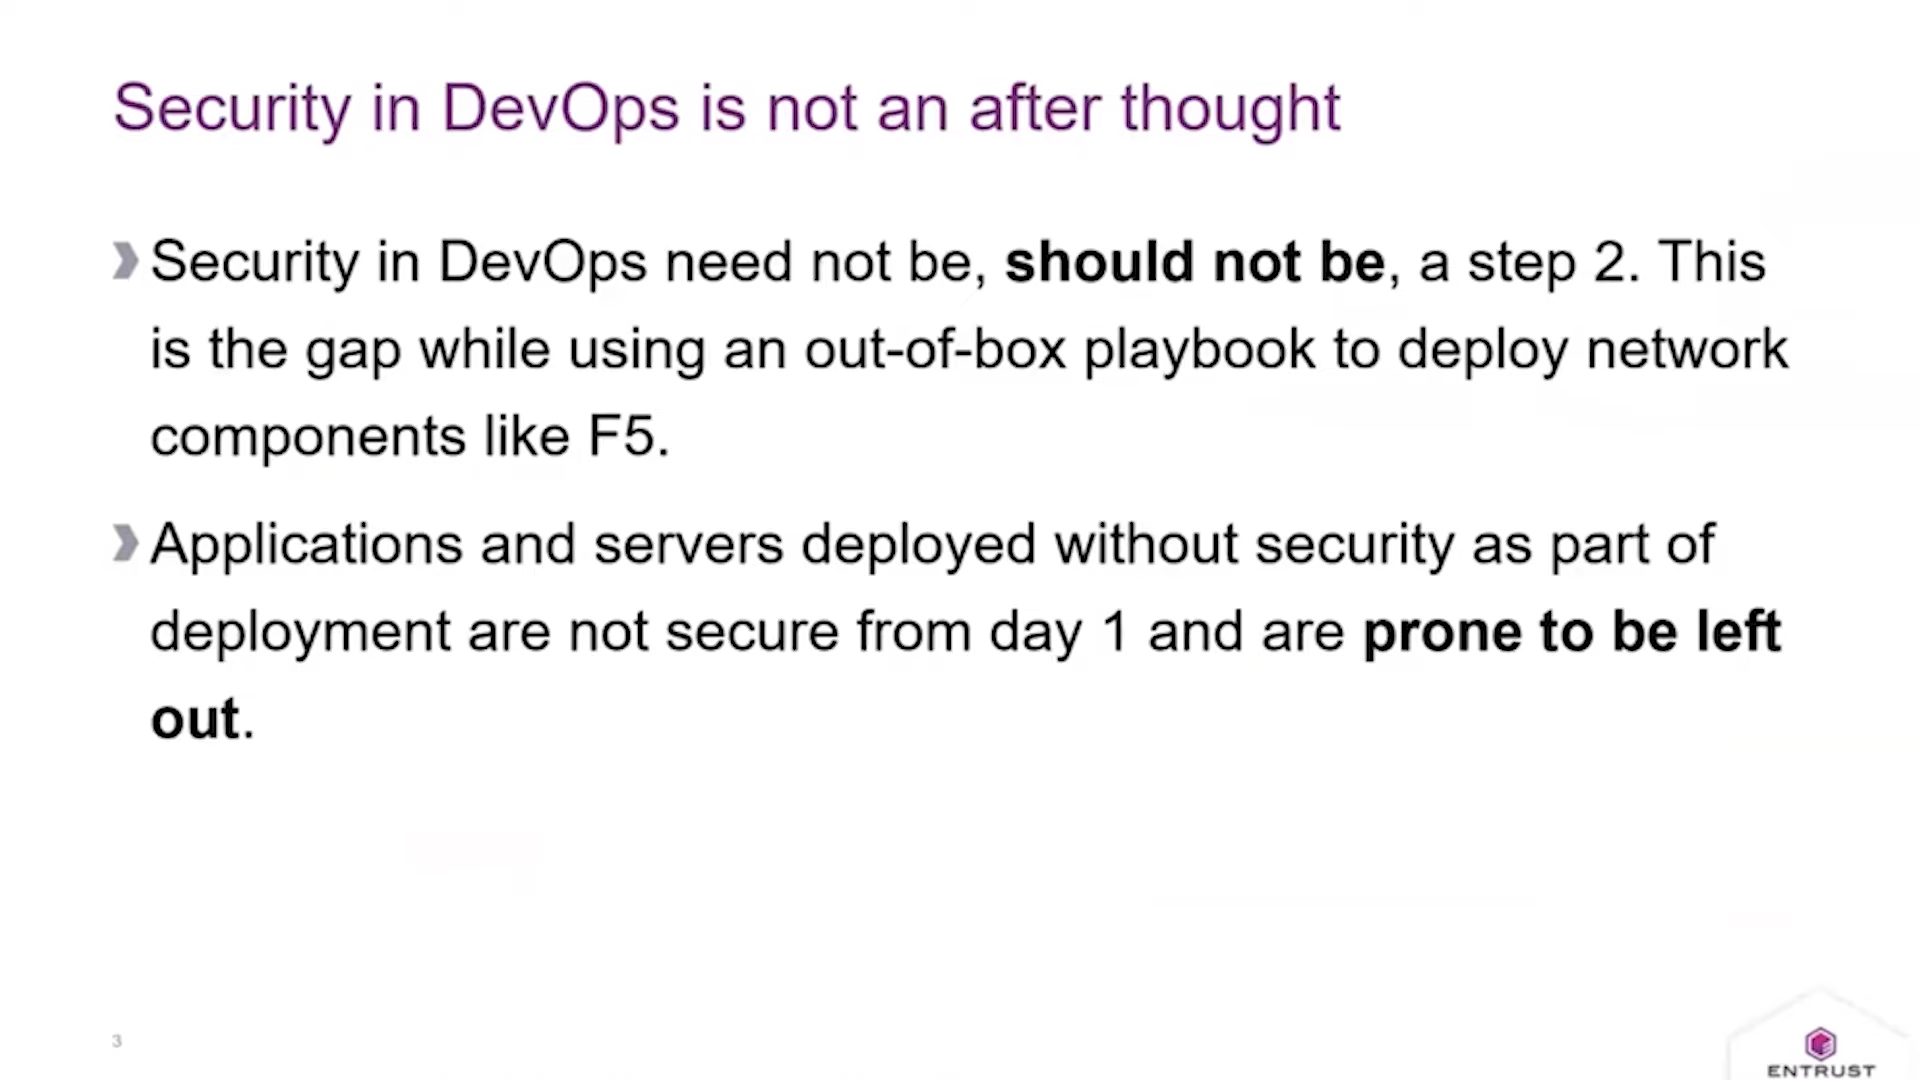 Security in DevOps is not an after thought
Security in DevOps need not be, should not be, a step 2. This
is the gap while using an out-of-box playbook to deploy network
components like F5.
Applications and servers deployed without security as part of
deployment are not secure from day 1 and are prone to be left
out.
3
ENTRUST